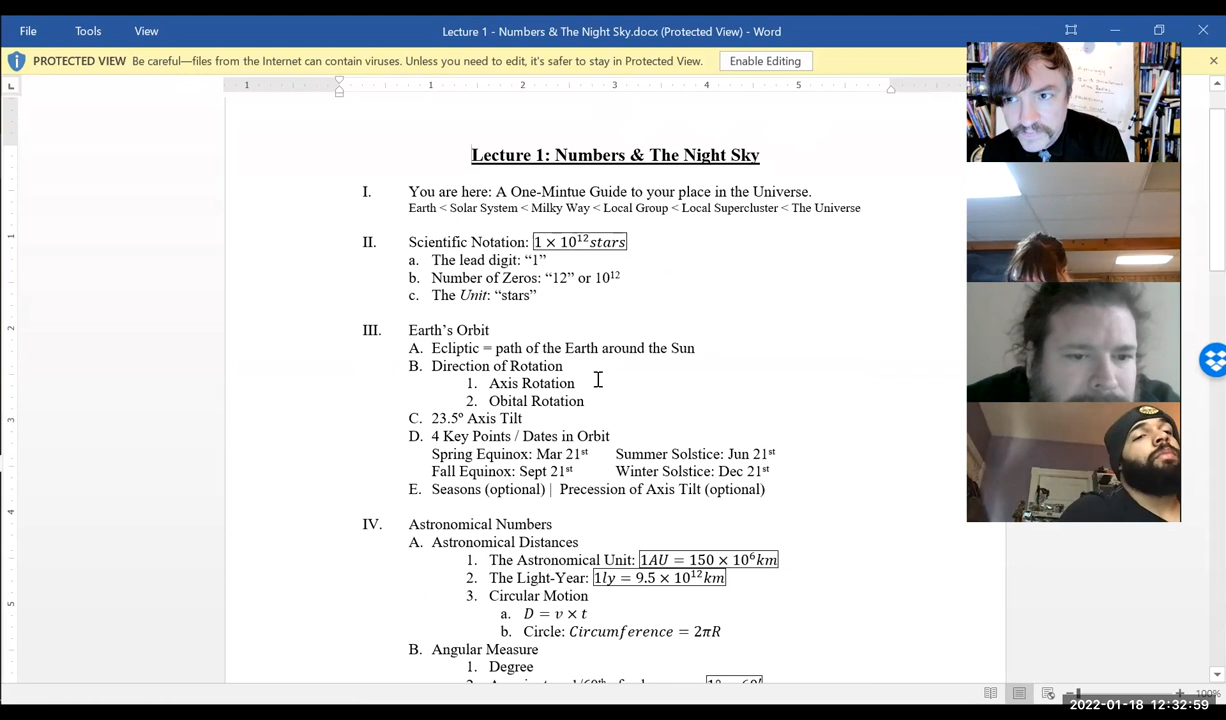 File Tools View Lecture 1 - Numbers & The Night Sky.docx (Protected View) - Word
PROTECTED VIEW Be careful—files from the Internet can contain viruses. Unless you need to edit, it's safer to stay in Protected View. Enable Editing
1 1 2 3 4 5
Lecture 1: Numbers & The Night Sky
I. You are here: A One-Mintue Guide to your place in the Universe.
Earth < Solar System < Milky Way < Local Group < Local Supercluster < The Universe
II. Scientific Notation: 1 × 10¹² stars
a. The lead digit: “1”
b. Number of Zeros: “12” or 10¹²
c. The Unit: “stars”
III. Earth’s Orbit
A. Ecliptic = path of the Earth around the Sun
B. Direction of Rotation
1. Axis Rotation
2. Obital Rotation
C. 23.5º Axis Tilt
D. 4 Key Points / Dates in Orbit
Spring Equinox: Mar 21st Summer Solstice: Jun 21st
Fall Equinox: Sept 21st Winter Solstice: Dec 21st
E. Seasons (optional) | Precession of Axis Tilt (optional)
IV. Astronomical Numbers
A. Astronomical Distances
1. The Astronomical Unit: 1AU = 150 × 10⁶km
2. The Light-Year: 1ly = 9.5 × 10¹²km
3. Circular Motion
a. D = v × t
b. Circle: Circumference = 2πR
B. Angular Measure
1. Degree
100%
2022-01-18 12:32:59